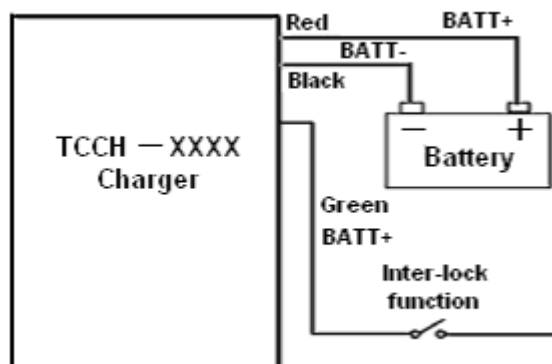 Red
BATT+
BATT-
Black
TCCH — XXXX
Charger
— +
Battery
Green
BATT+
Inter-lock
function